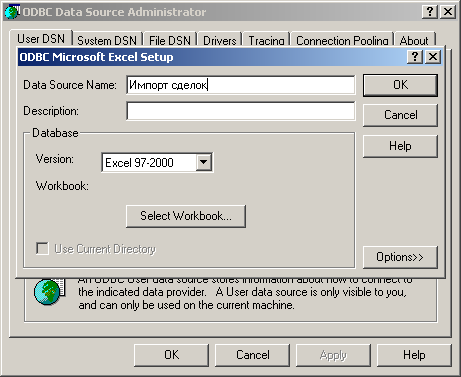 ODBC Data Source Administrator
User DSN System DSN File DSN Drivers Tracing Connection Pooling About
ODBC Microsoft Excel Setup
Data Source Name: Импорт сделок
OK
Description:
Cancel
Database
Help
Version: Excel 97-2000
Workbook:
Select Workbook...
Use Current Directory
Options>>
An ODBC User data source stores information about how to connect to
the indicated data provider. A User data source is only visible to you,
and can only be used on the current machine.
OK Cancel Apply Help